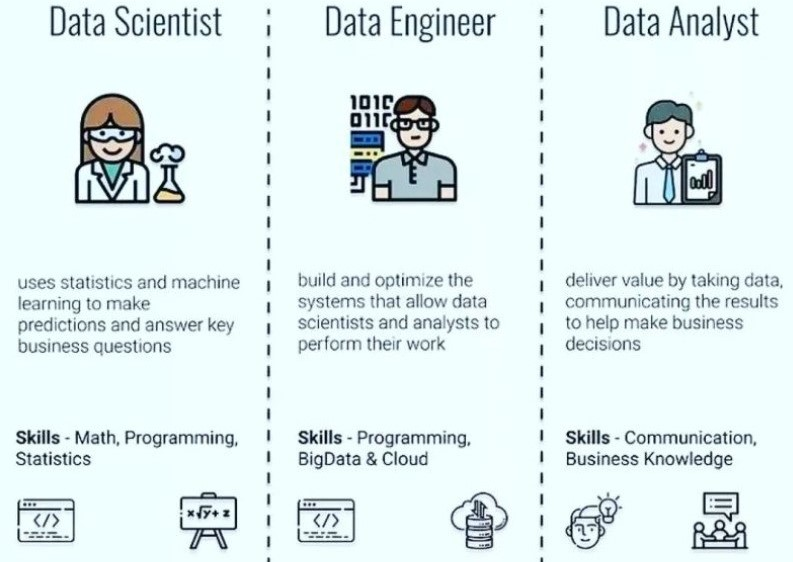 Data Scientist
uses statistics and machine
learning to make
predictions and answer key
business questions
Skills - Math, Programming,
Statistics
</>
x√y+z
Data Engineer
101C
011C
build and optimize the
systems that allow data
scientists and analysts to
perform their work
Skills - Programming,
BigData & Cloud
</>
Data Analyst
deliver value by taking data,
communicating the results
to help make business
decisions
Skills - Communication,
Business Knowledge